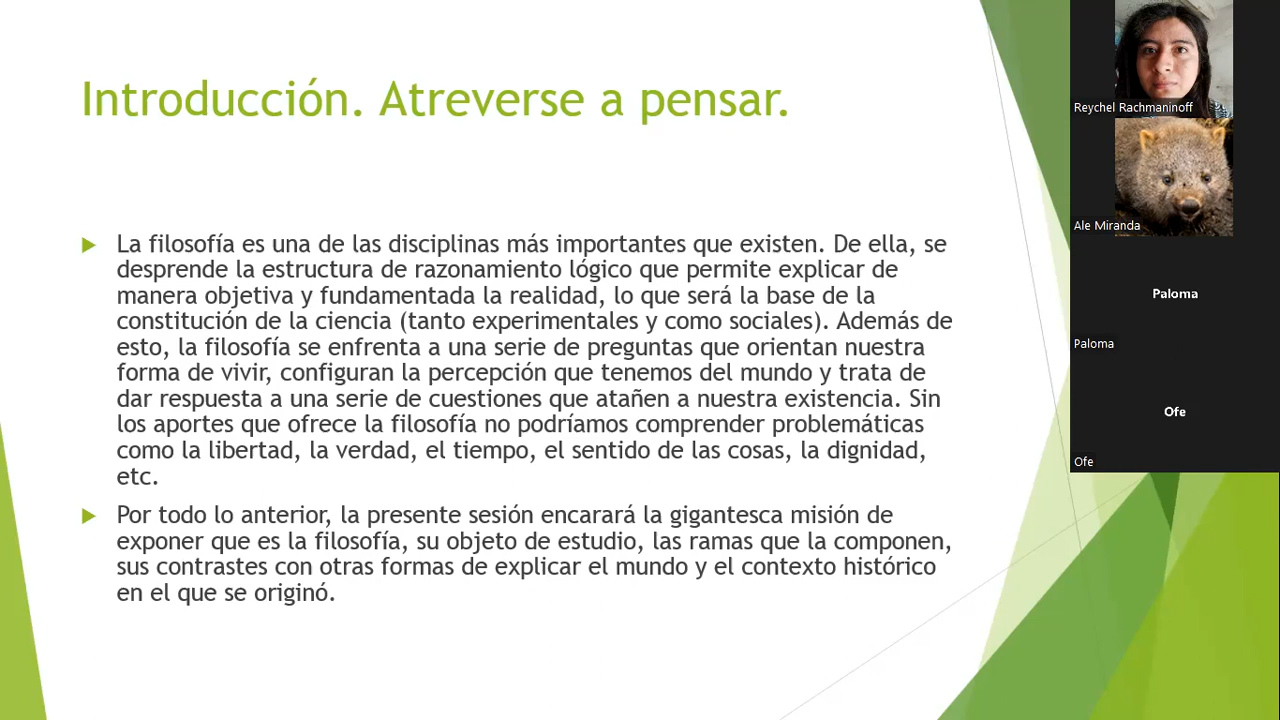 Introducción. Atreverse a pensar.
La filosofía es una de las disciplinas más importantes que existen. De ella, se
desprende la estructura de razonamiento lógico que permite explicar de
manera objetiva y fundamentada la realidad, lo que será la base de la
constitución de la ciencia (tanto experimentales y como sociales). Además de
esto, la filosofía se enfrenta a una serie de preguntas que orientan nuestra
forma de vivir, configuran la percepción que tenemos del mundo y trata de
dar respuesta a una serie de cuestiones que atañen a nuestra existencia. Sin
los aportes que ofrece la filosofía no podríamos comprender problemáticas
como la libertad, la verdad, el tiempo, el sentido de las cosas, la dignidad,
etc.
Por todo lo anterior, la presente sesión encarará la gigantesca misión de
exponer que es la filosofía, su objeto de estudio, las ramas que la componen,
sus contrastes con otras formas de explicar el mundo y el contexto histórico
en el que se originó.
Reychel Rachmaninoff
Ale Miranda
Paloma
Paloma
Ofe
Ofe